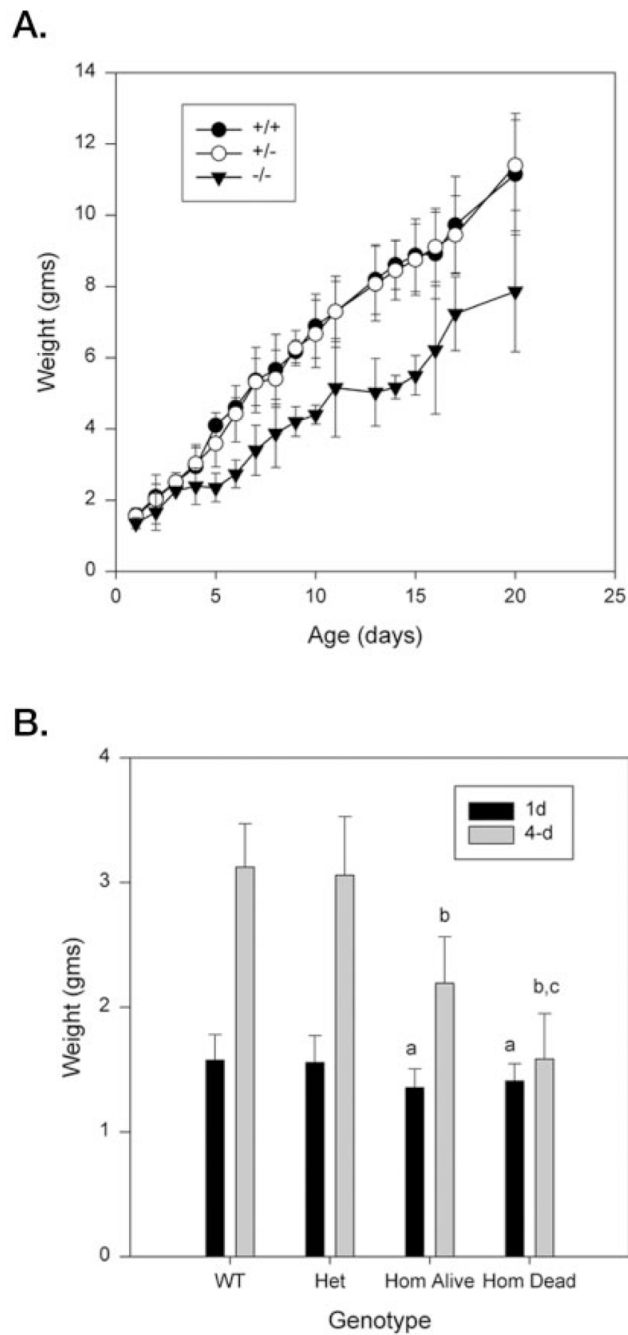 A.
14
12
10
8
6
4
2
0
+/+
+/-
-/-
Weight (gms)
0 5 10 15 20 25
Age (days)
B.
4
3
2
1
0
1d
4-d
b
b,c
a
a
Weight (gms)
WT Het Hom Alive Hom Dead
Genotype